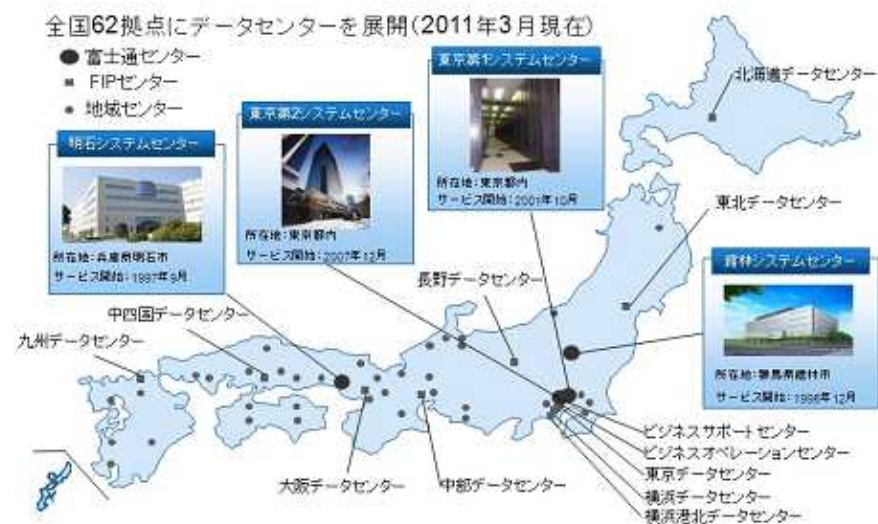 全国62拠点にデータセンターを展開(2011年3月現在)
● 富士通センター
■ FIPセンター
● 地域センター
東京第1システムセンター
所在地：東京都内
サービス開始：2001年10月
東京第2システムセンター
所在地：東京都内
サービス開始：2007年12月
明石システムセンター
所在地：兵庫県明石市
サービス開始：1997年9月
北海道データセンター
東北データセンター
館林システムセンター
所在地：群馬県館林市
サービス開始：1996年12月
長野データセンター
中四国データセンター
九州データセンター
大阪データセンター
中部データセンター
ビジネスサポートセンター
ビジネスオペレーションセンター
東京データセンター
横浜データセンター
横浜港北データセンター